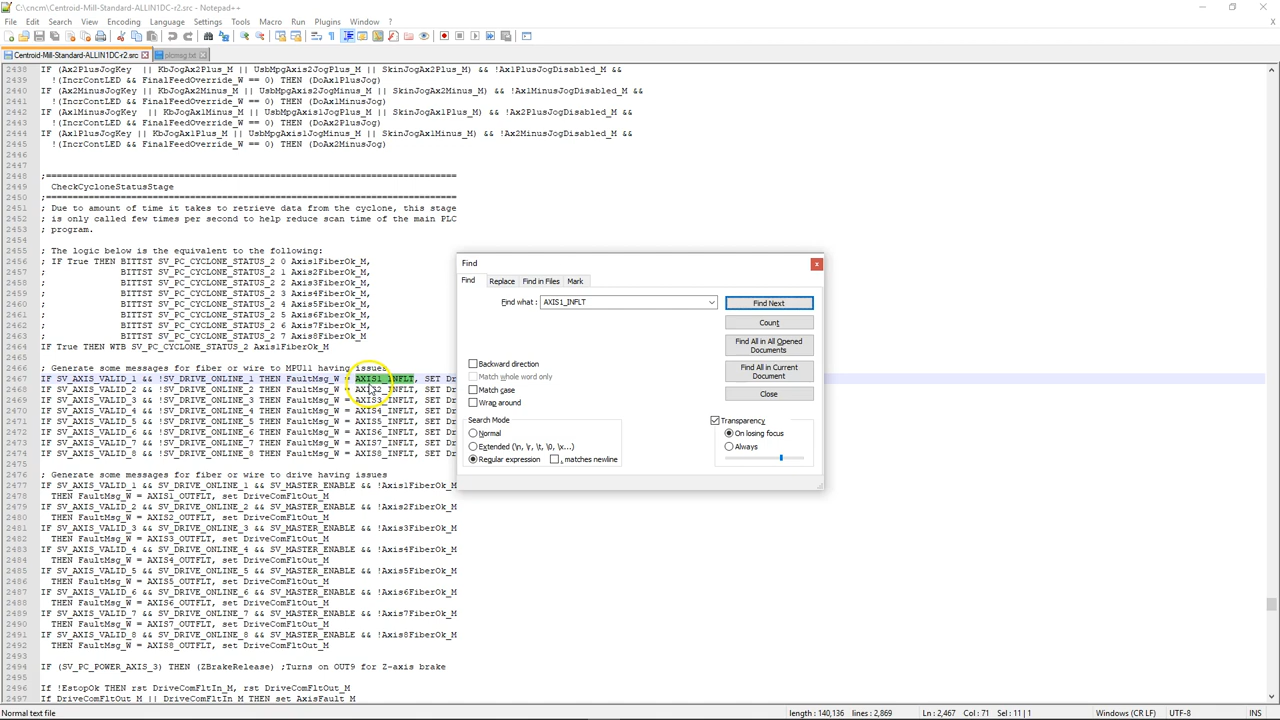 C:\cncm\Centroid-Mill-Standard-ALLIN1DC-r2.src - Notepad++
File Edit Search View Encoding Language Settings Tools Macro Run Plugins Window ?
Centroid-Mill-Standard-ALLIN1DC-r2.src plcmsg.txt
2438 IF (Ax2PlusJogKey || KbJogAx2Plus_M || UsbMpgAxis2JogPlus_M || SkinJogAx2Plus_M) && !Ax1PlusJogDisabled_M &&
2439 !(IncrContLED && FinalFeedOverride_W == 0) THEN (DoAx1PlusJog)
2440 IF (Ax2MinusJogKey || KbJogAx2Minus_M || UsbMpgAxis2JogMinus_M || SkinJogAx2Minus_M) && !Ax1MinusJogDisabled_M &&
2441 !(IncrContLED && FinalFeedOverride_W == 0) THEN (DoAx1MinusJog)
2442 IF (Ax1MinusJogKey || KbJogAx1Minus_M || UsbMpgAxis1JogPlus_M || SkinJogAx1Minus_M) && !Ax2PlusJogDisabled_M &&
2443 !(IncrContLED && FinalFeedOverride_W == 0) THEN (DoAx2PlusJog)
2444 IF (Ax1PlusJogKey || KbJogAx1Plus_M || UsbMpgAxis1JogMinus_M || SkinJogAx1Plus_M) && !Ax2MinusJogDisabled_M &&
2445 !(IncrContLED && FinalFeedOverride_W == 0) THEN (DoAx2MinusJog)
2446
2447
2448 ;=============================================================================
2449 CheckCycloneStatusStage
2450 ;=============================================================================
2451 ; Due to amount of time it takes to retrieve data from the cyclone, this stage
2452 ; is only called few times per second to help reduce scan time of the main PLC
2453 ; program.
2454
2455 ; The logic below is the equivalent to the following:
2456 ; IF True THEN BITTST SV_PC_CYCLONE_STATUS_2 0 Axis1FiberOk_M,
2457 ; BITTST SV_PC_CYCLONE_STATUS_2 1 Axis2FiberOk_M,
2458 ; BITTST SV_PC_CYCLONE_STATUS_2 2 Axis3FiberOk_M,
2459 ; BITTST SV_PC_CYCLONE_STATUS_2 3 Axis4FiberOk_M,
2460 ; BITTST SV_PC_CYCLONE_STATUS_2 4 Axis5FiberOk_M,
2461 ; BITTST SV_PC_CYCLONE_STATUS_2 5 Axis6FiberOk_M,
2462 ; BITTST SV_PC_CYCLONE_STATUS_2 6 Axis7FiberOk_M,
2463 ; BITTST SV_PC_CYCLONE_STATUS_2 7 Axis8FiberOk_M
2464 IF True THEN WTB SV_PC_CYCLONE_STATUS_2 Axis1FiberOk_M
2465
2466 ; Generate some messages for fiber or wire to MPU11 having issues
2467 IF SV_AXIS_VALID_1 && !SV_DRIVE_ONLINE_1 THEN FaultMsg_W = AXIS1_INFLT, SET Dr
2468 IF SV_AXIS_VALID_2 && !SV_DRIVE_ONLINE_2 THEN FaultMsg_W = AXIS2_INFLT, SET Dr
2469 IF SV_AXIS_VALID_3 && !SV_DRIVE_ONLINE_3 THEN FaultMsg_W = AXIS3_INFLT, SET Dr
2470 IF SV_AXIS_VALID_4 && !SV_DRIVE_ONLINE_4 THEN FaultMsg_W = AXIS4_INFLT, SET Dr
2471 IF SV_AXIS_VALID_5 && !SV_DRIVE_ONLINE_5 THEN FaultMsg_W = AXIS5_INFLT, SET Dr
2472 IF SV_AXIS_VALID_6 && !SV_DRIVE_ONLINE_6 THEN FaultMsg_W = AXIS6_INFLT, SET Dr
2473 IF SV_AXIS_VALID_7 && !SV_DRIVE_ONLINE_7 THEN FaultMsg_W = AXIS7_INFLT, SET Dr
2474 IF SV_AXIS_VALID_8 && !SV_DRIVE_ONLINE_8 THEN FaultMsg_W = AXIS8_INFLT, SET Dr
2475
2476 ; Generate some messages for fiber or wire to drive having issues
2477 IF SV_AXIS_VALID_1 && SV_DRIVE_ONLINE_1 && SV_MASTER_ENABLE && !Axis1FiberOk_M
2478 THEN FaultMsg_W = AXIS1_OUTFLT, set DriveComFltOut_M
2479 IF SV_AXIS_VALID_2 && SV_DRIVE_ONLINE_2 && SV_MASTER_ENABLE && !Axis2FiberOk_M
2480 THEN FaultMsg_W = AXIS2_OUTFLT, set DriveComFltOut_M
2481 IF SV_AXIS_VALID_3 && SV_DRIVE_ONLINE_3 && SV_MASTER_ENABLE && !Axis3FiberOk_M
2482 THEN FaultMsg_W = AXIS3_OUTFLT, set DriveComFltOut_M
2483 IF SV_AXIS_VALID_4 && SV_DRIVE_ONLINE_4 && SV_MASTER_ENABLE && !Axis4FiberOk_M
2484 THEN FaultMsg_W = AXIS4_OUTFLT, set DriveComFltOut_M
2485 IF SV_AXIS_VALID_5 && SV_DRIVE_ONLINE_5 && SV_MASTER_ENABLE && !Axis5FiberOk_M
2486 THEN FaultMsg_W = AXIS5_OUTFLT, set DriveComFltOut_M
2487 IF SV_AXIS_VALID_6 && SV_DRIVE_ONLINE_6 && SV_MASTER_ENABLE && !Axis6FiberOk_M
2488 THEN FaultMsg_W = AXIS6_OUTFLT, set DriveComFltOut_M
2489 IF SV_AXIS_VALID_7 && SV_DRIVE_ONLINE_7 && SV_MASTER_ENABLE && !Axis7FiberOk_M
2490 THEN FaultMsg_W = AXIS7_OUTFLT, set DriveComFltOut_M
2491 IF SV_AXIS_VALID_8 && SV_DRIVE_ONLINE_8 && SV_MASTER_ENABLE && !Axis8FiberOk_M
2492 THEN FaultMsg_W = AXIS8_OUTFLT, set DriveComFltOut_M
2493
2494 IF (SV_PC_POWER_AXIS_3) THEN (ZBrakeRelease) ;Turns on OUT9 for Z-axis brake
2495
2496 If !EstopOk THEN rst DriveComFltIn_M, rst DriveComFltOut_M
2497 If DriveComFltOut_M || DriveComFltIn_M THEN set AxisFault_M
Find
Find Replace Find in Files Mark
Find what : AXIS1_INFLT
Find Next
Count
Find All in All Opened
Documents
Find All in Current
Document
Close
Backward direction
Match whole word only
Match case
Wrap around
Search Mode
Normal
Extended (\n, \r, \t, \0, \x...)
Regular expression . matches newline
Transparency
On losing focus
Always
Normal text file length : 140,136 lines : 2,869 Ln : 2,467 Col : 71 Sel : 11 | 1 Windows (CR LF) UTF-8 INS